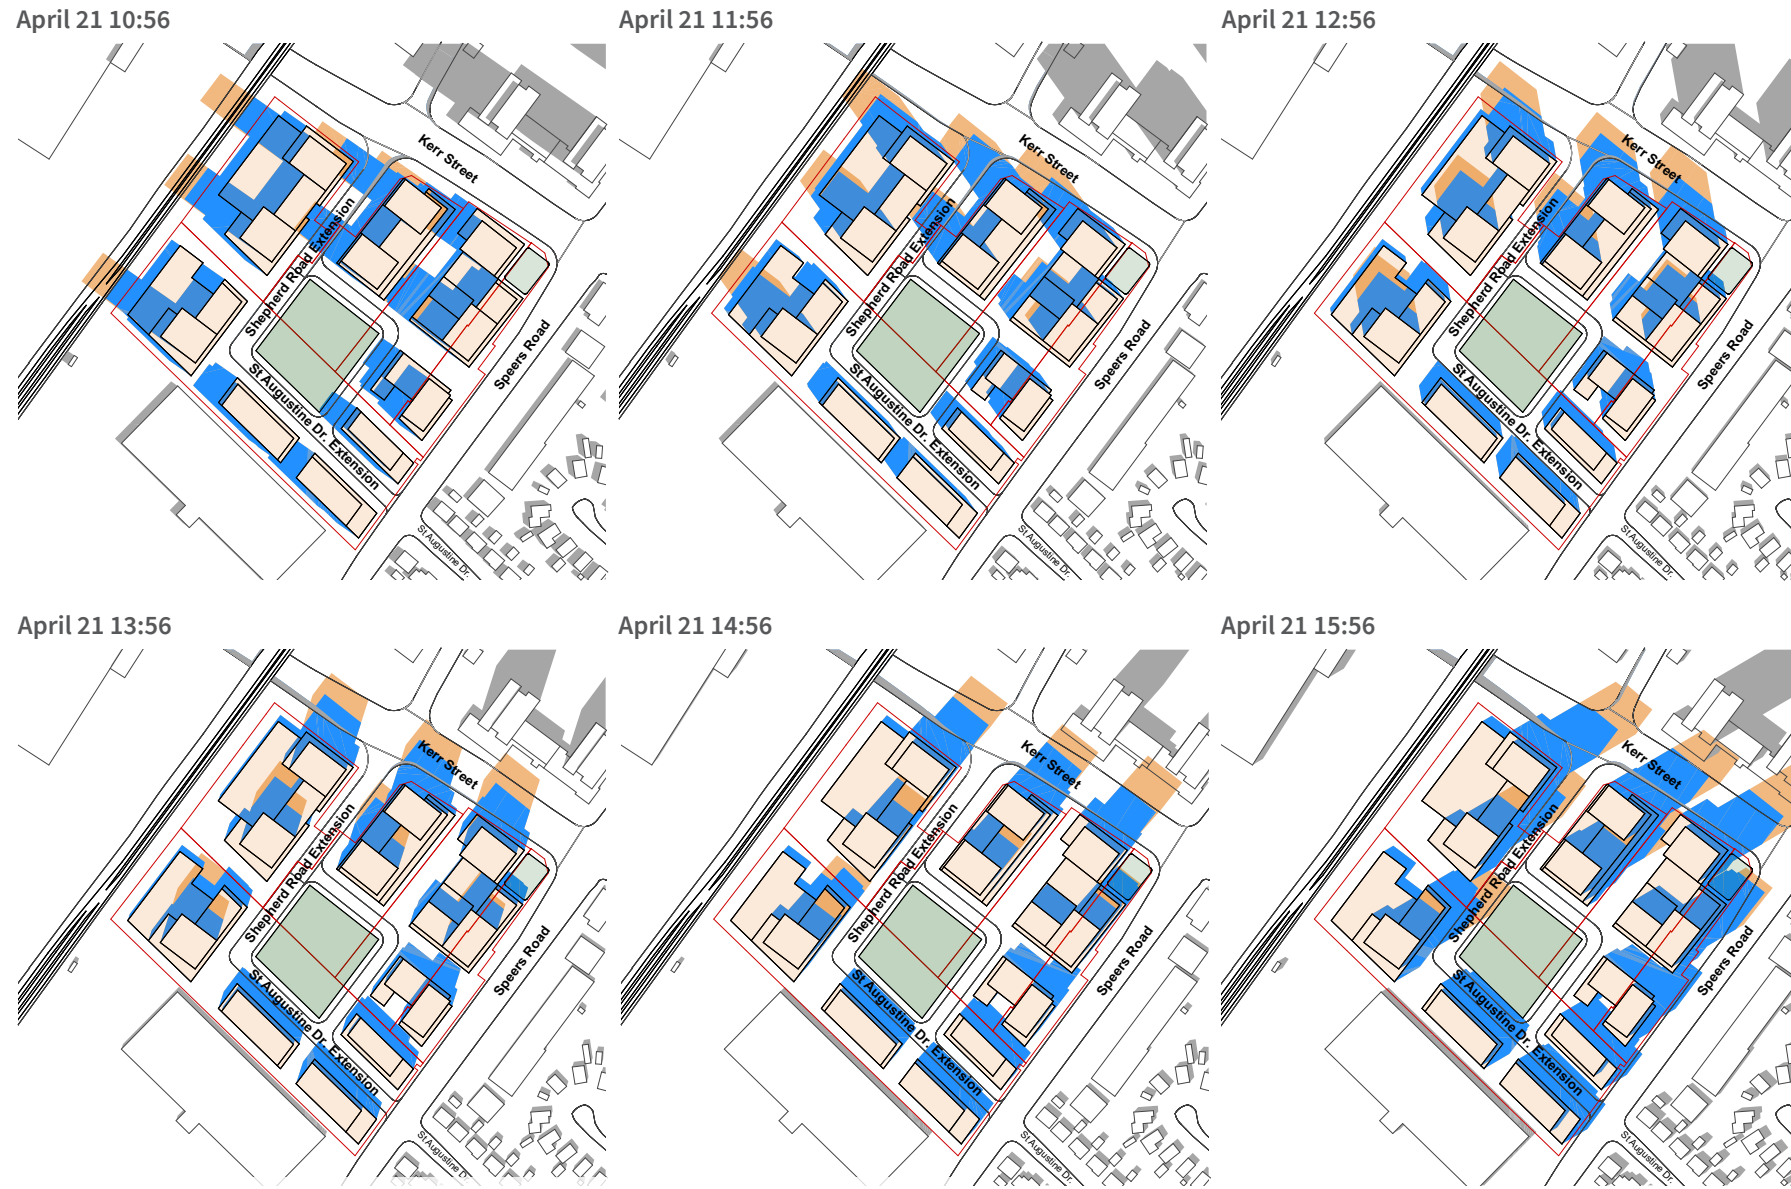 April 21 10:56
Kerr Street
Shepherd Road Extension
Speers Road
St Augustine Dr. Extension
St Augustine Dr.
April 21 11:56
Kerr Street
Shepherd Road Extension
Speers Road
St Augustine Dr. Extension
St Augustine Dr.
April 21 12:56
Kerr Street
Shepherd Road Extension
Speers Road
St Augustine Dr. Extension
St Augustine Dr.
April 21 13:56
Kerr Street
Shepherd Road Extension
Speers Road
St Augustine Dr. Extension
St Augustine Dr.
April 21 14:56
Kerr Street
Shepherd Road Extension
Speers Road
St Augustine Dr. Extension
St Augustine Dr.
April 21 15:56
Kerr Street
Shepherd Road Extension
Speers Road
St Augustine Dr. Extension
St Augustine Dr.